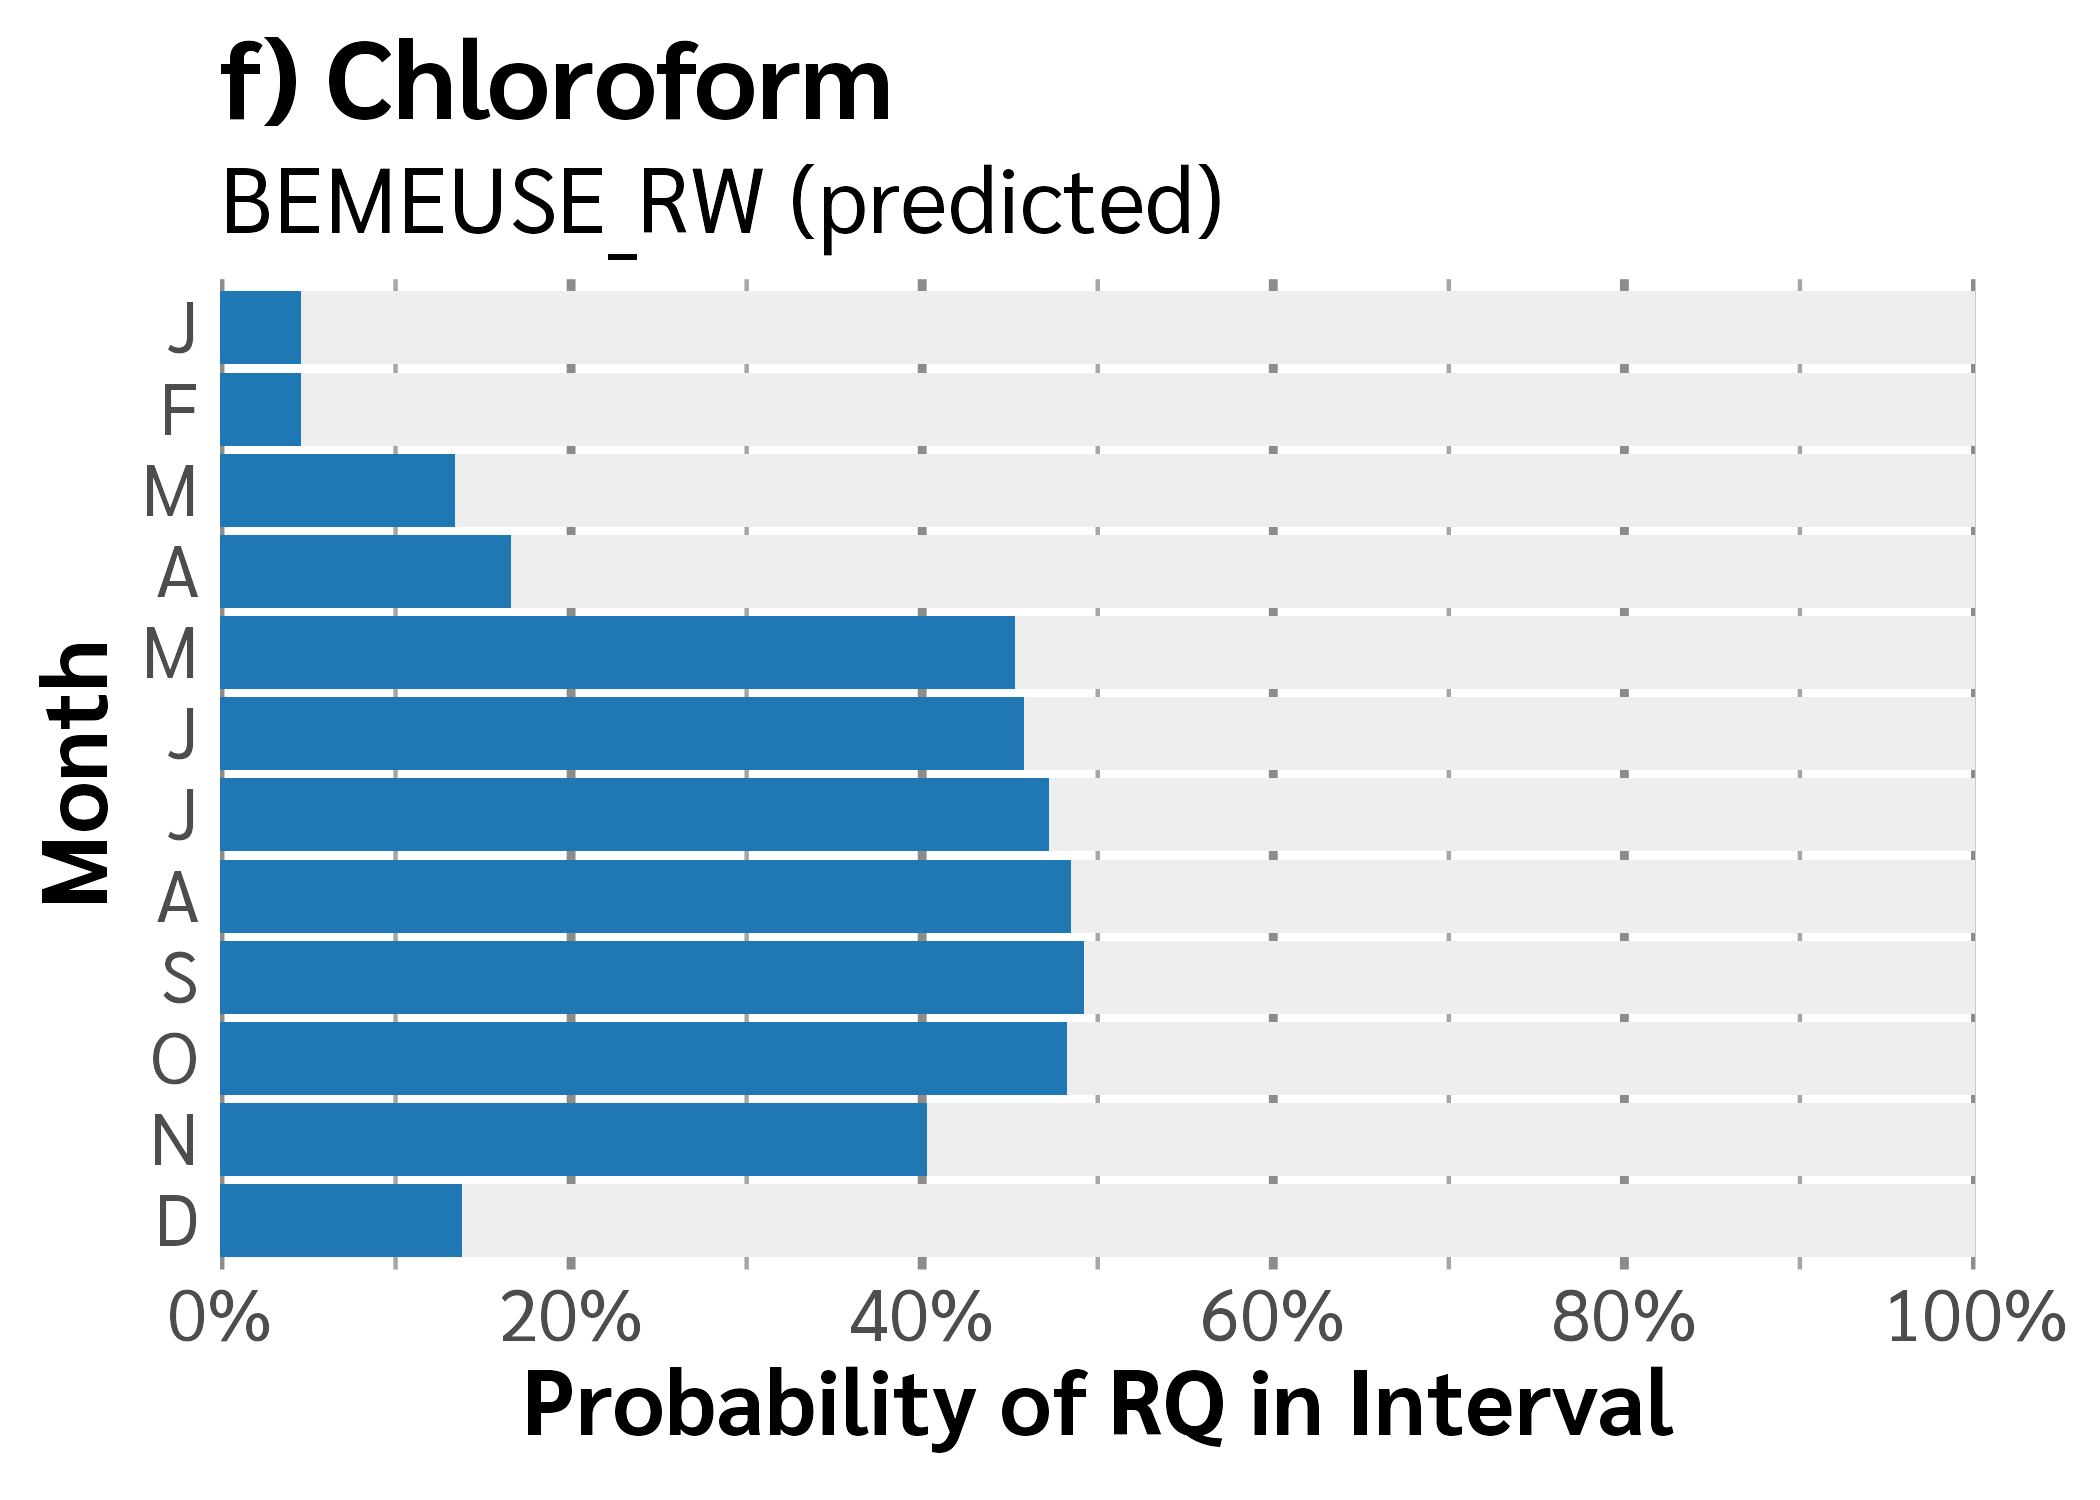 f) Chloroform
BEMEUSE_RW (predicted)
Month
J
F
M
A
M
J
J
A
S
O
N
D
0% 20% 40% 60% 80% 100%
Probability of RQ in Interval